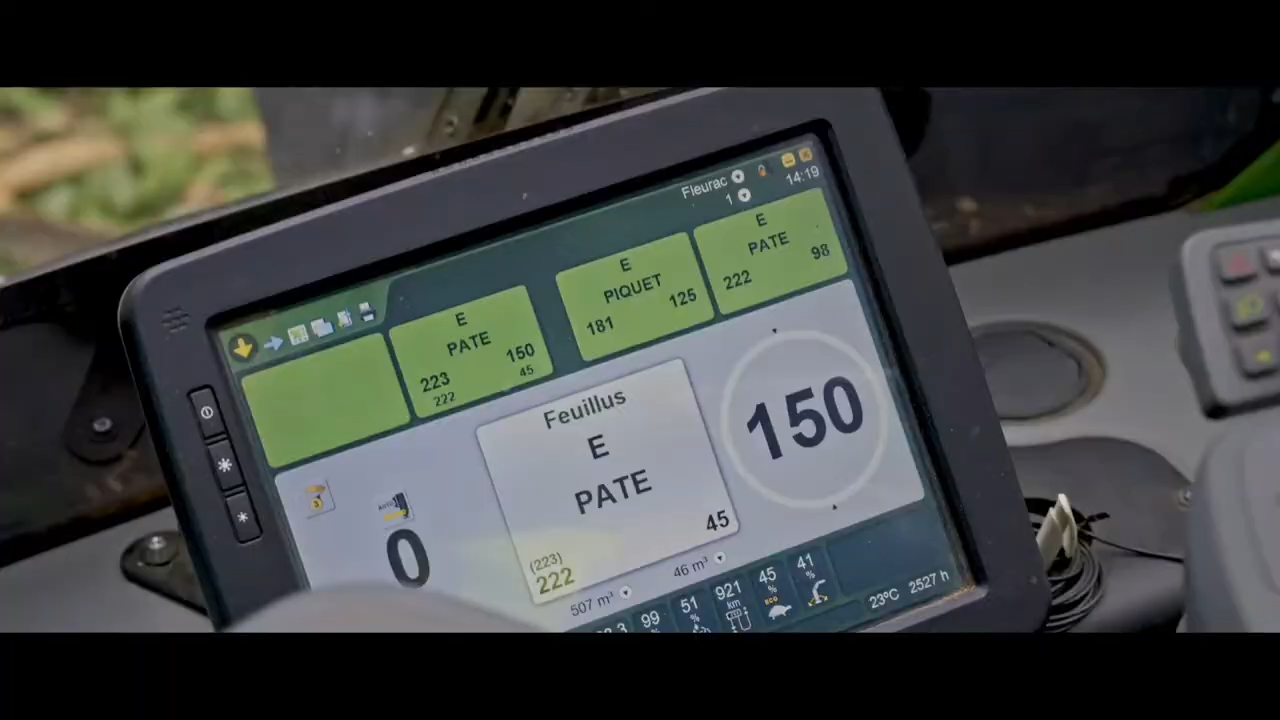 Fleurac
1
14:19
E
PATE
223 150
222 45
E
PIQUET
181 125
E
PATE
222 98
Feuillus
E
PATE
45
(223)
222
150
0
507 m³
46 m³
99
%
51
%
921
km
45
%
eco
41
%
23°C 2527 h